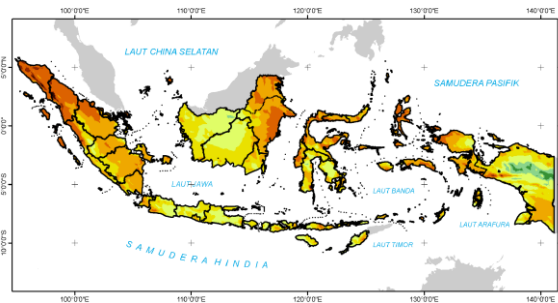 100°0'0"E 110°0'0"E 120°0'0"E 130°0'0"E 140°0'0"E
LAUT CHINA SELATAN
5°0'0"N
SAMUDERA PASIFIK
0°0'0"
LAUT JAWA
5°0'0"S
LAUT BANDA
LAUT ARAFURA
10°0'0"S
SAMUDERA HINDIA
LAUT TIMOR
100°0'0"E 110°0'0"E 120°0'0"E 130°0'0"E 140°0'0"E